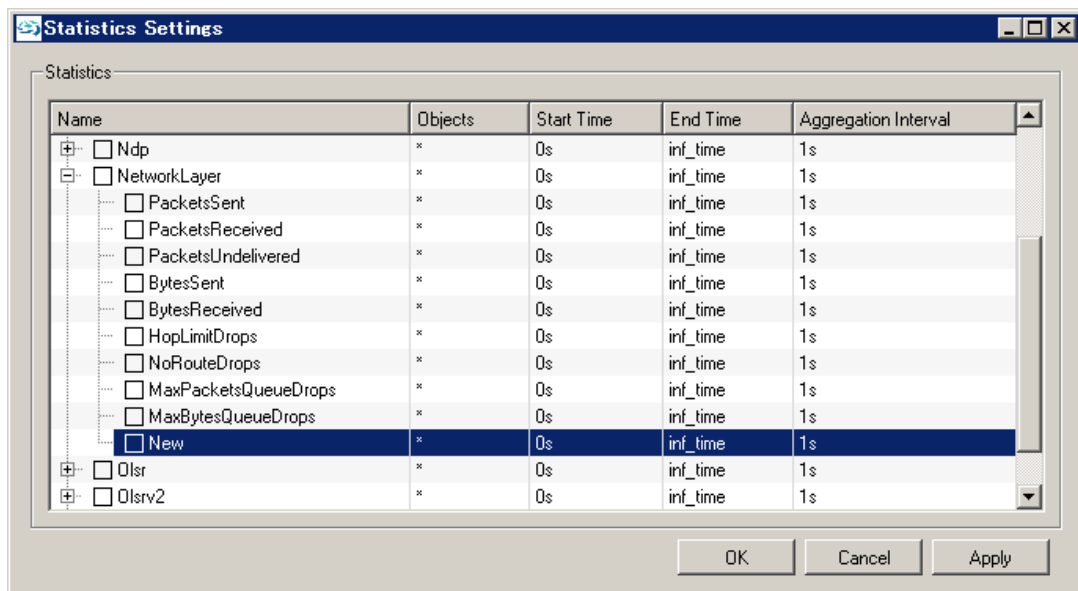 Statistics Settings
Statistics
Name Objects Start Time End Time Aggregation Interval
Ndp * 0s inf_time 1s
NetworkLayer * 0s inf_time 1s
PacketsSent * 0s inf_time 1s
PacketsReceived * 0s inf_time 1s
PacketsUndelivered * 0s inf_time 1s
BytesSent * 0s inf_time 1s
BytesReceived * 0s inf_time 1s
HopLimitDrops * 0s inf_time 1s
NoRouteDrops * 0s inf_time 1s
MaxPacketsQueueDrops * 0s inf_time 1s
MaxBytesQueueDrops * 0s inf_time 1s
New * 0s inf_time 1s
Olsr * 0s inf_time 1s
Olsrv2 * 0s inf_time 1s
OK Cancel Apply